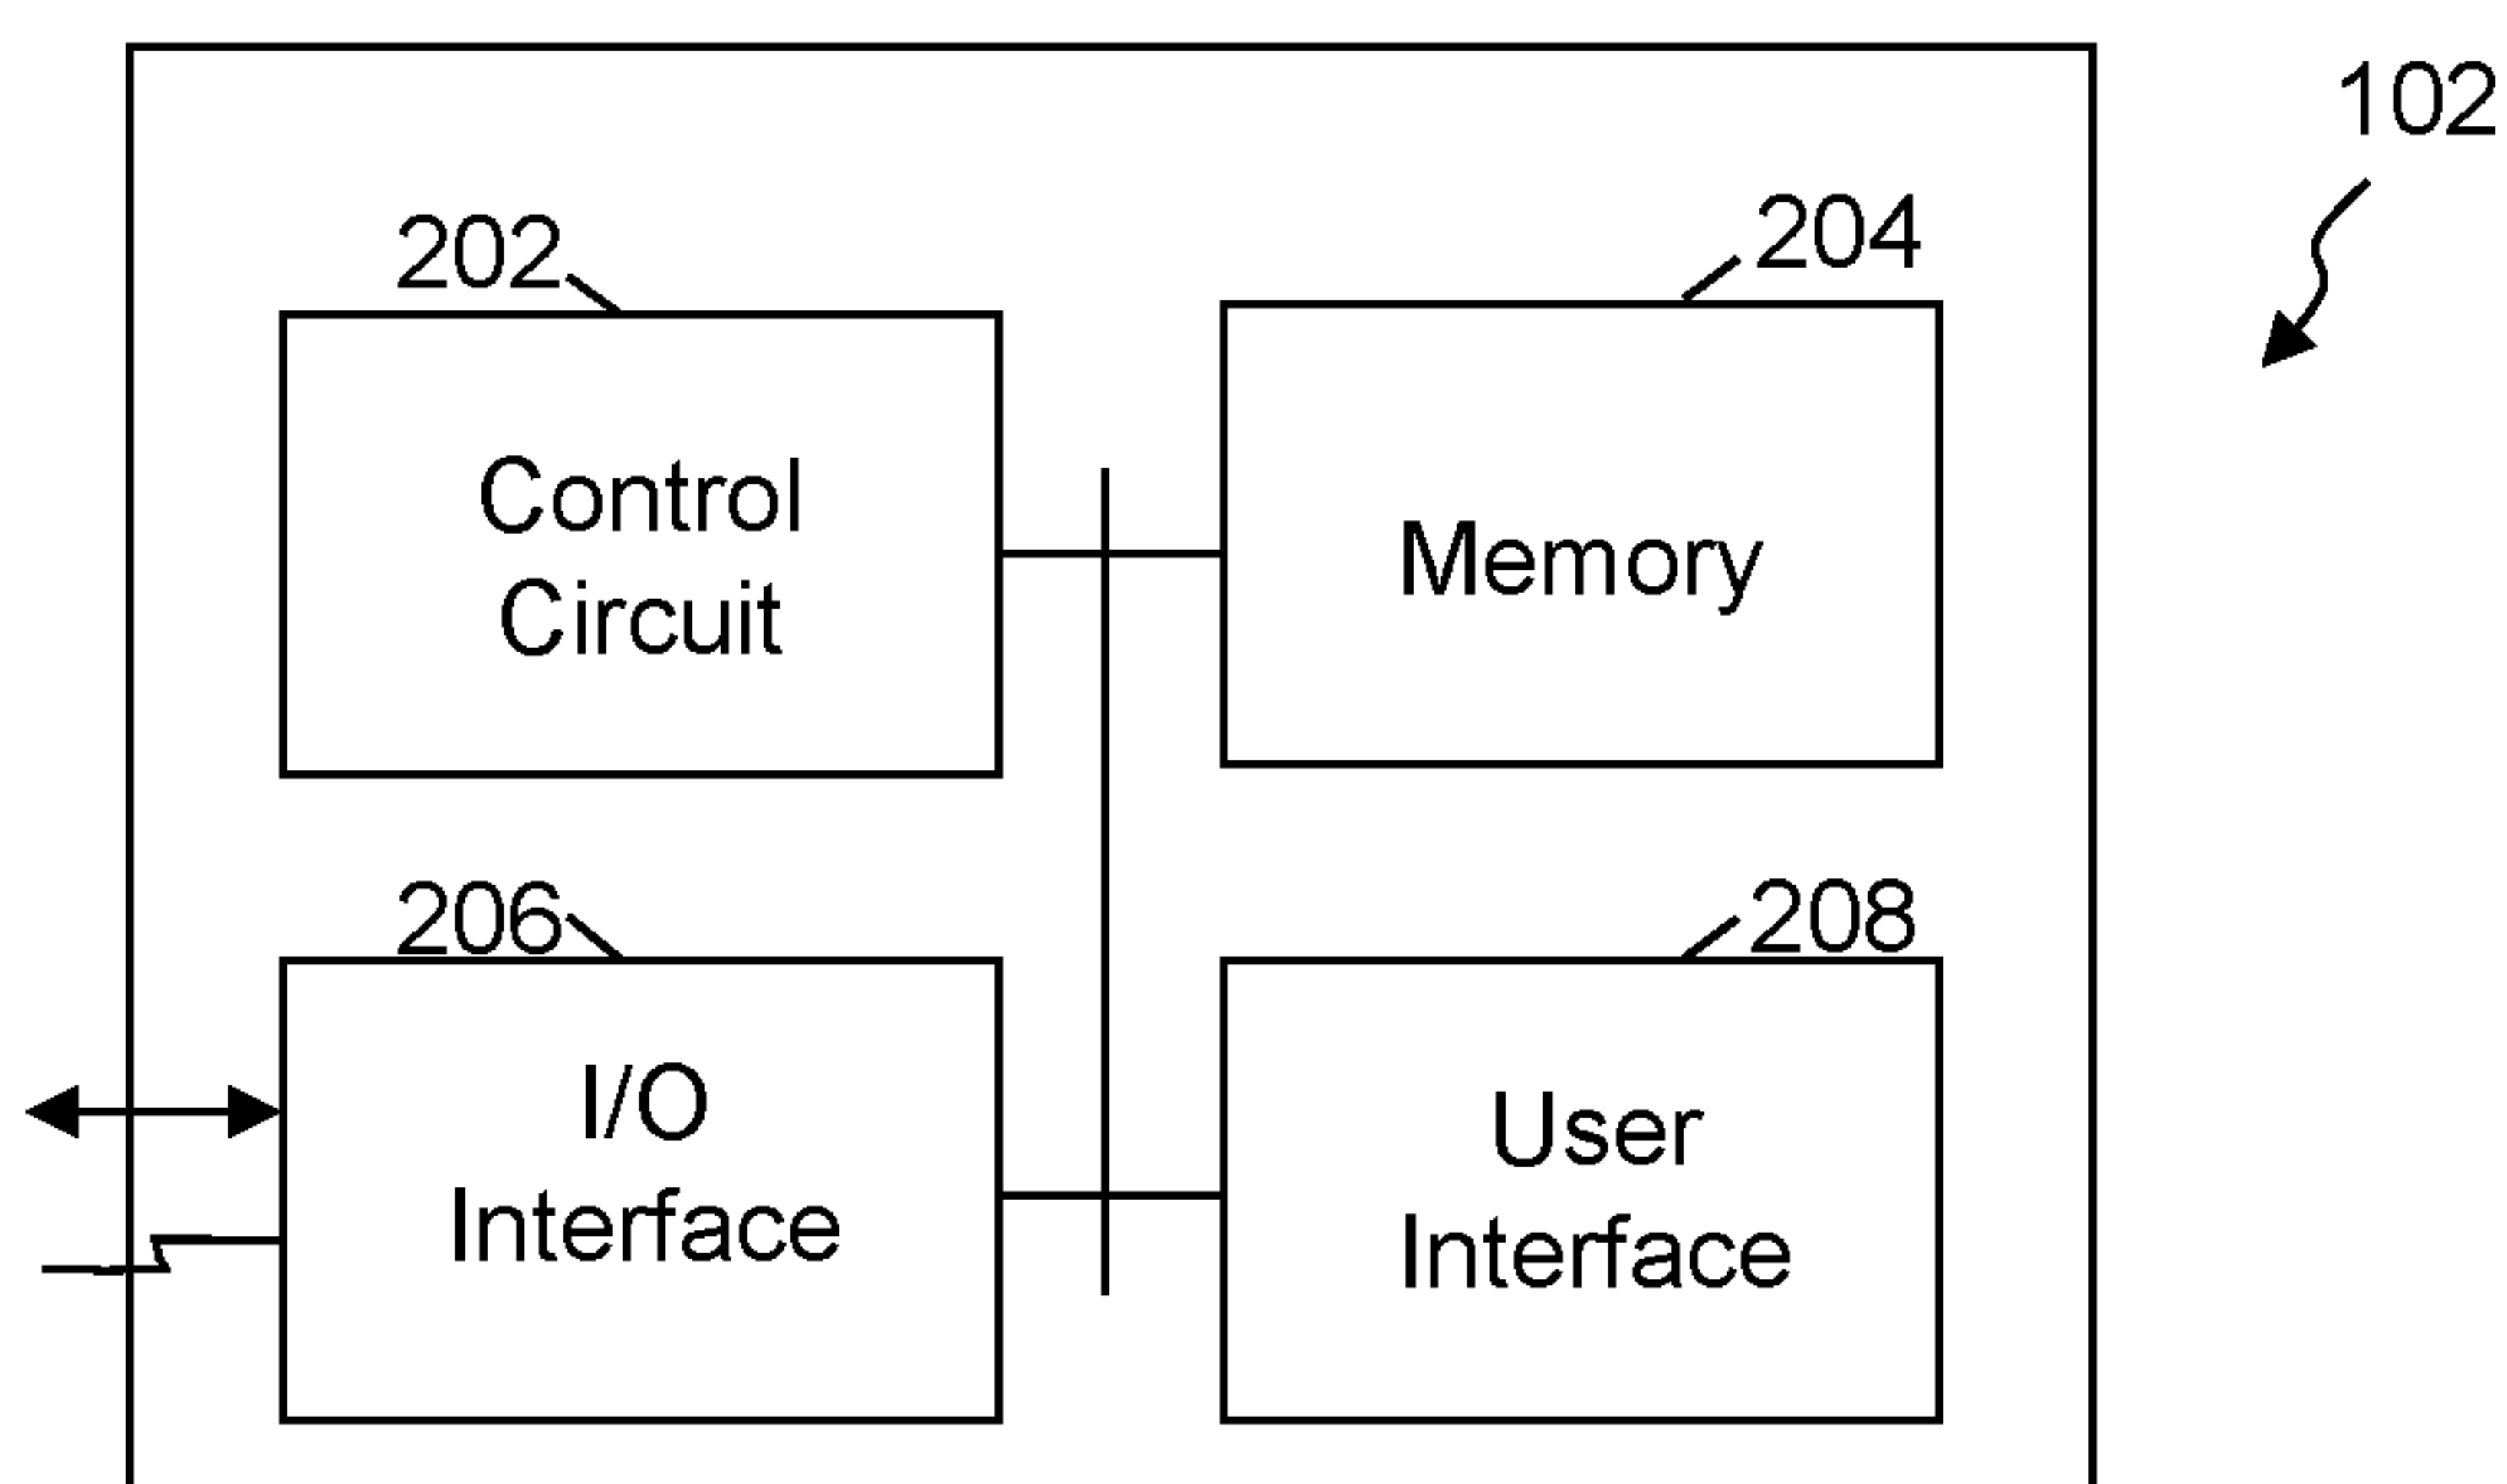 102
202
204
Control
Circuit
Memory
206
208
I/O
Interface
User
Interface